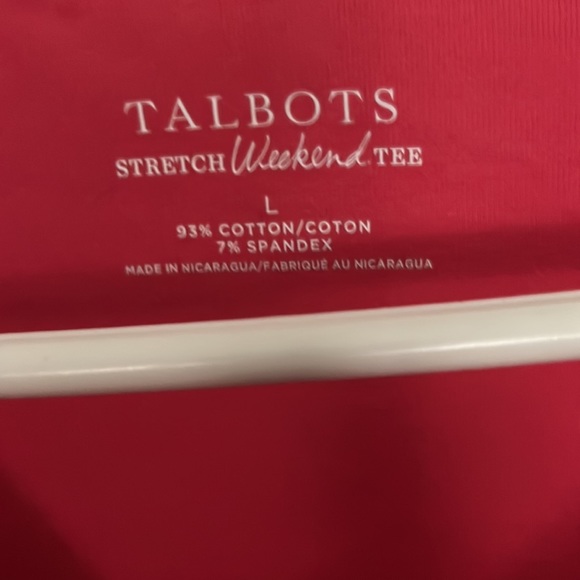 TALBOTS
STRETCH Weekend TEE
L
93% COTTON/COTON
7% SPANDEX
MADE IN NICARAGUA/FABRIQUÉ AU NICARAGUA